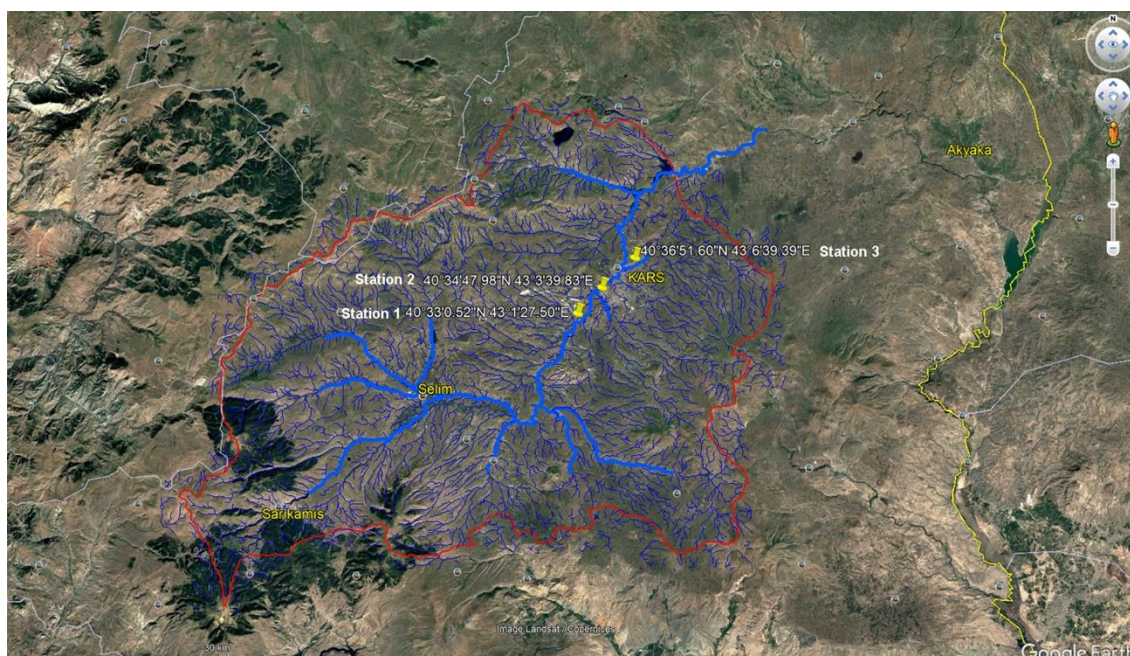 N
Akyaka
40°36'51.60"N 43°6'39.39"E Station 3
KARS
Station 2 40°34'47.98"N 43°3'39.83"E
Station 1 40°33'0.52"N 43°1'27.50"E
Selim
Sarıkamıs
Image Landsat / Copernicus
30 km
Google Earth